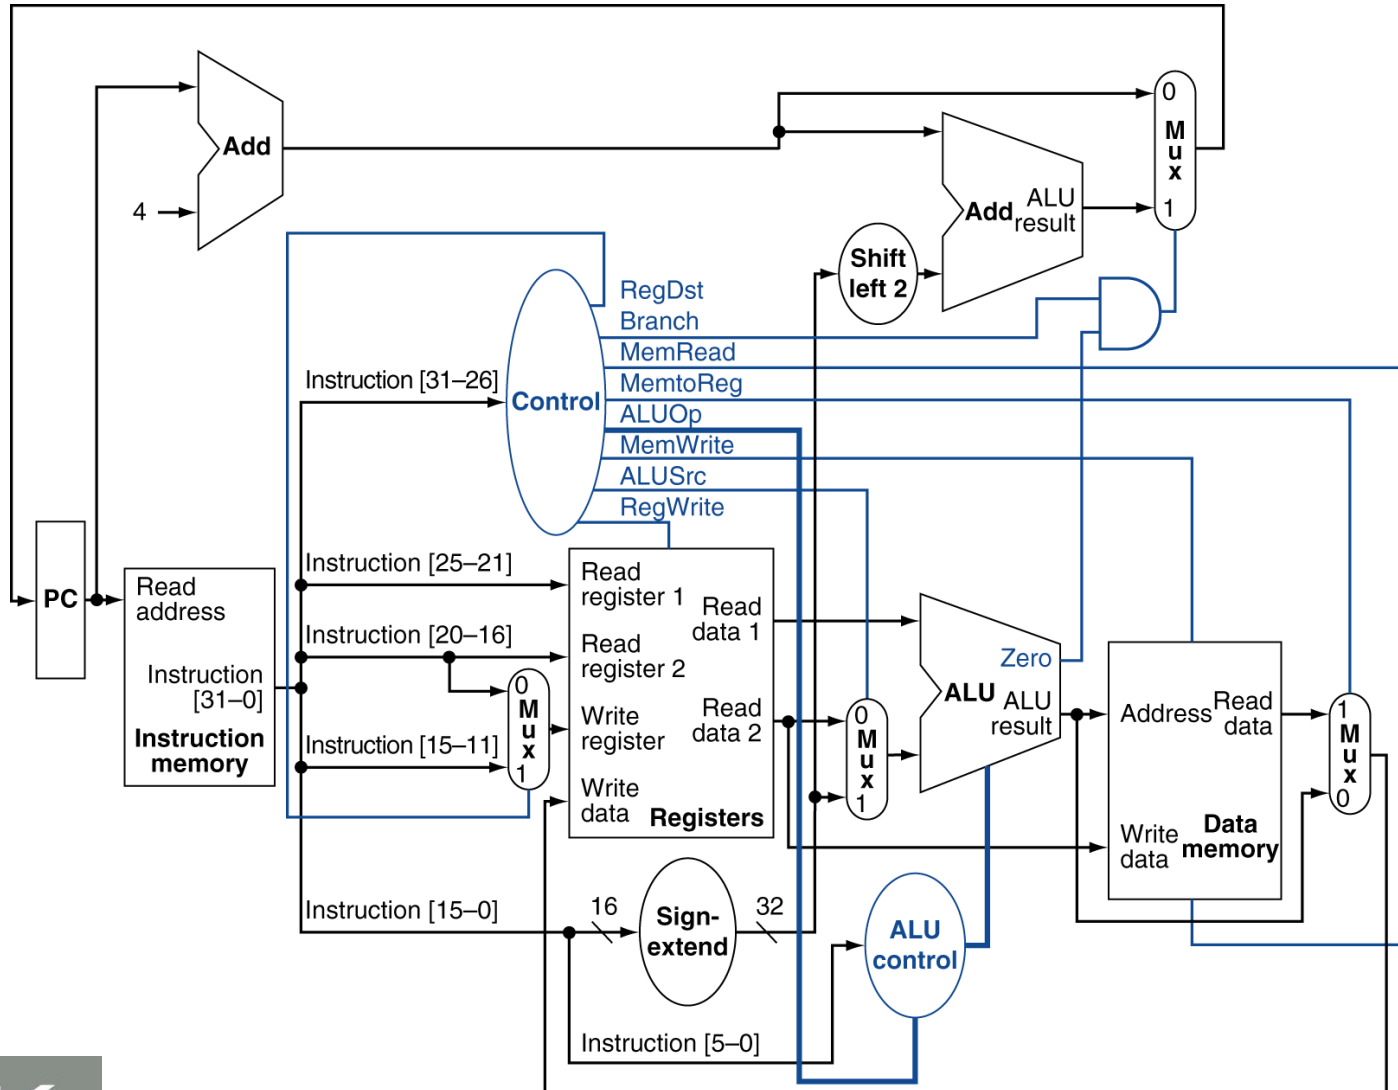 0
M
u
x
1
Add
4
Add
ALU
result
Shift
left 2
RegDst
Branch
MemRead
MemtoReg
ALUOp
MemWrite
ALUSrc
RegWrite
Control
Instruction [31–26]
Instruction [25–21]
Instruction [20–16]
Instruction [15–11]
Instruction [15–0]
Instruction [5–0]
PC
Read
address
Instruction
[31–0]
Instruction
memory
0
M
u
x
1
Read
register 1
Read
register 2
Write
register
Write
data
Read
data 1
Read
data 2
Registers
0
M
u
x
1
Zero
ALU
ALU
result
Address
Read
data
Write
data
Data
memory
1
M
u
x
0
16
Sign-
extend
32
ALU
control